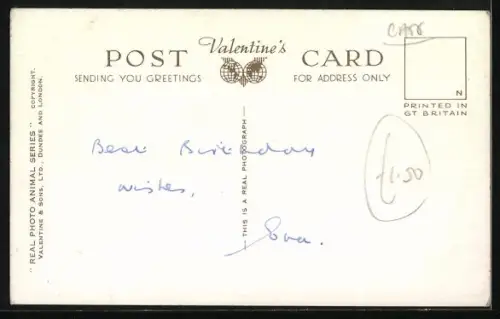 CATS
POST Valentine's CARD
SENDING YOU GREETINGS FOR ADDRESS ONLY
N
PRINTED IN
GT BRITAIN
"REAL PHOTO ANIMAL SERIES" COPYRIGHT.
VALENTINE & SONS, LTD., DUNDEE AND LONDON.
THIS IS A REAL PHOTOGRAPH
Best Birthday
wishes,
Eva.
£1.50